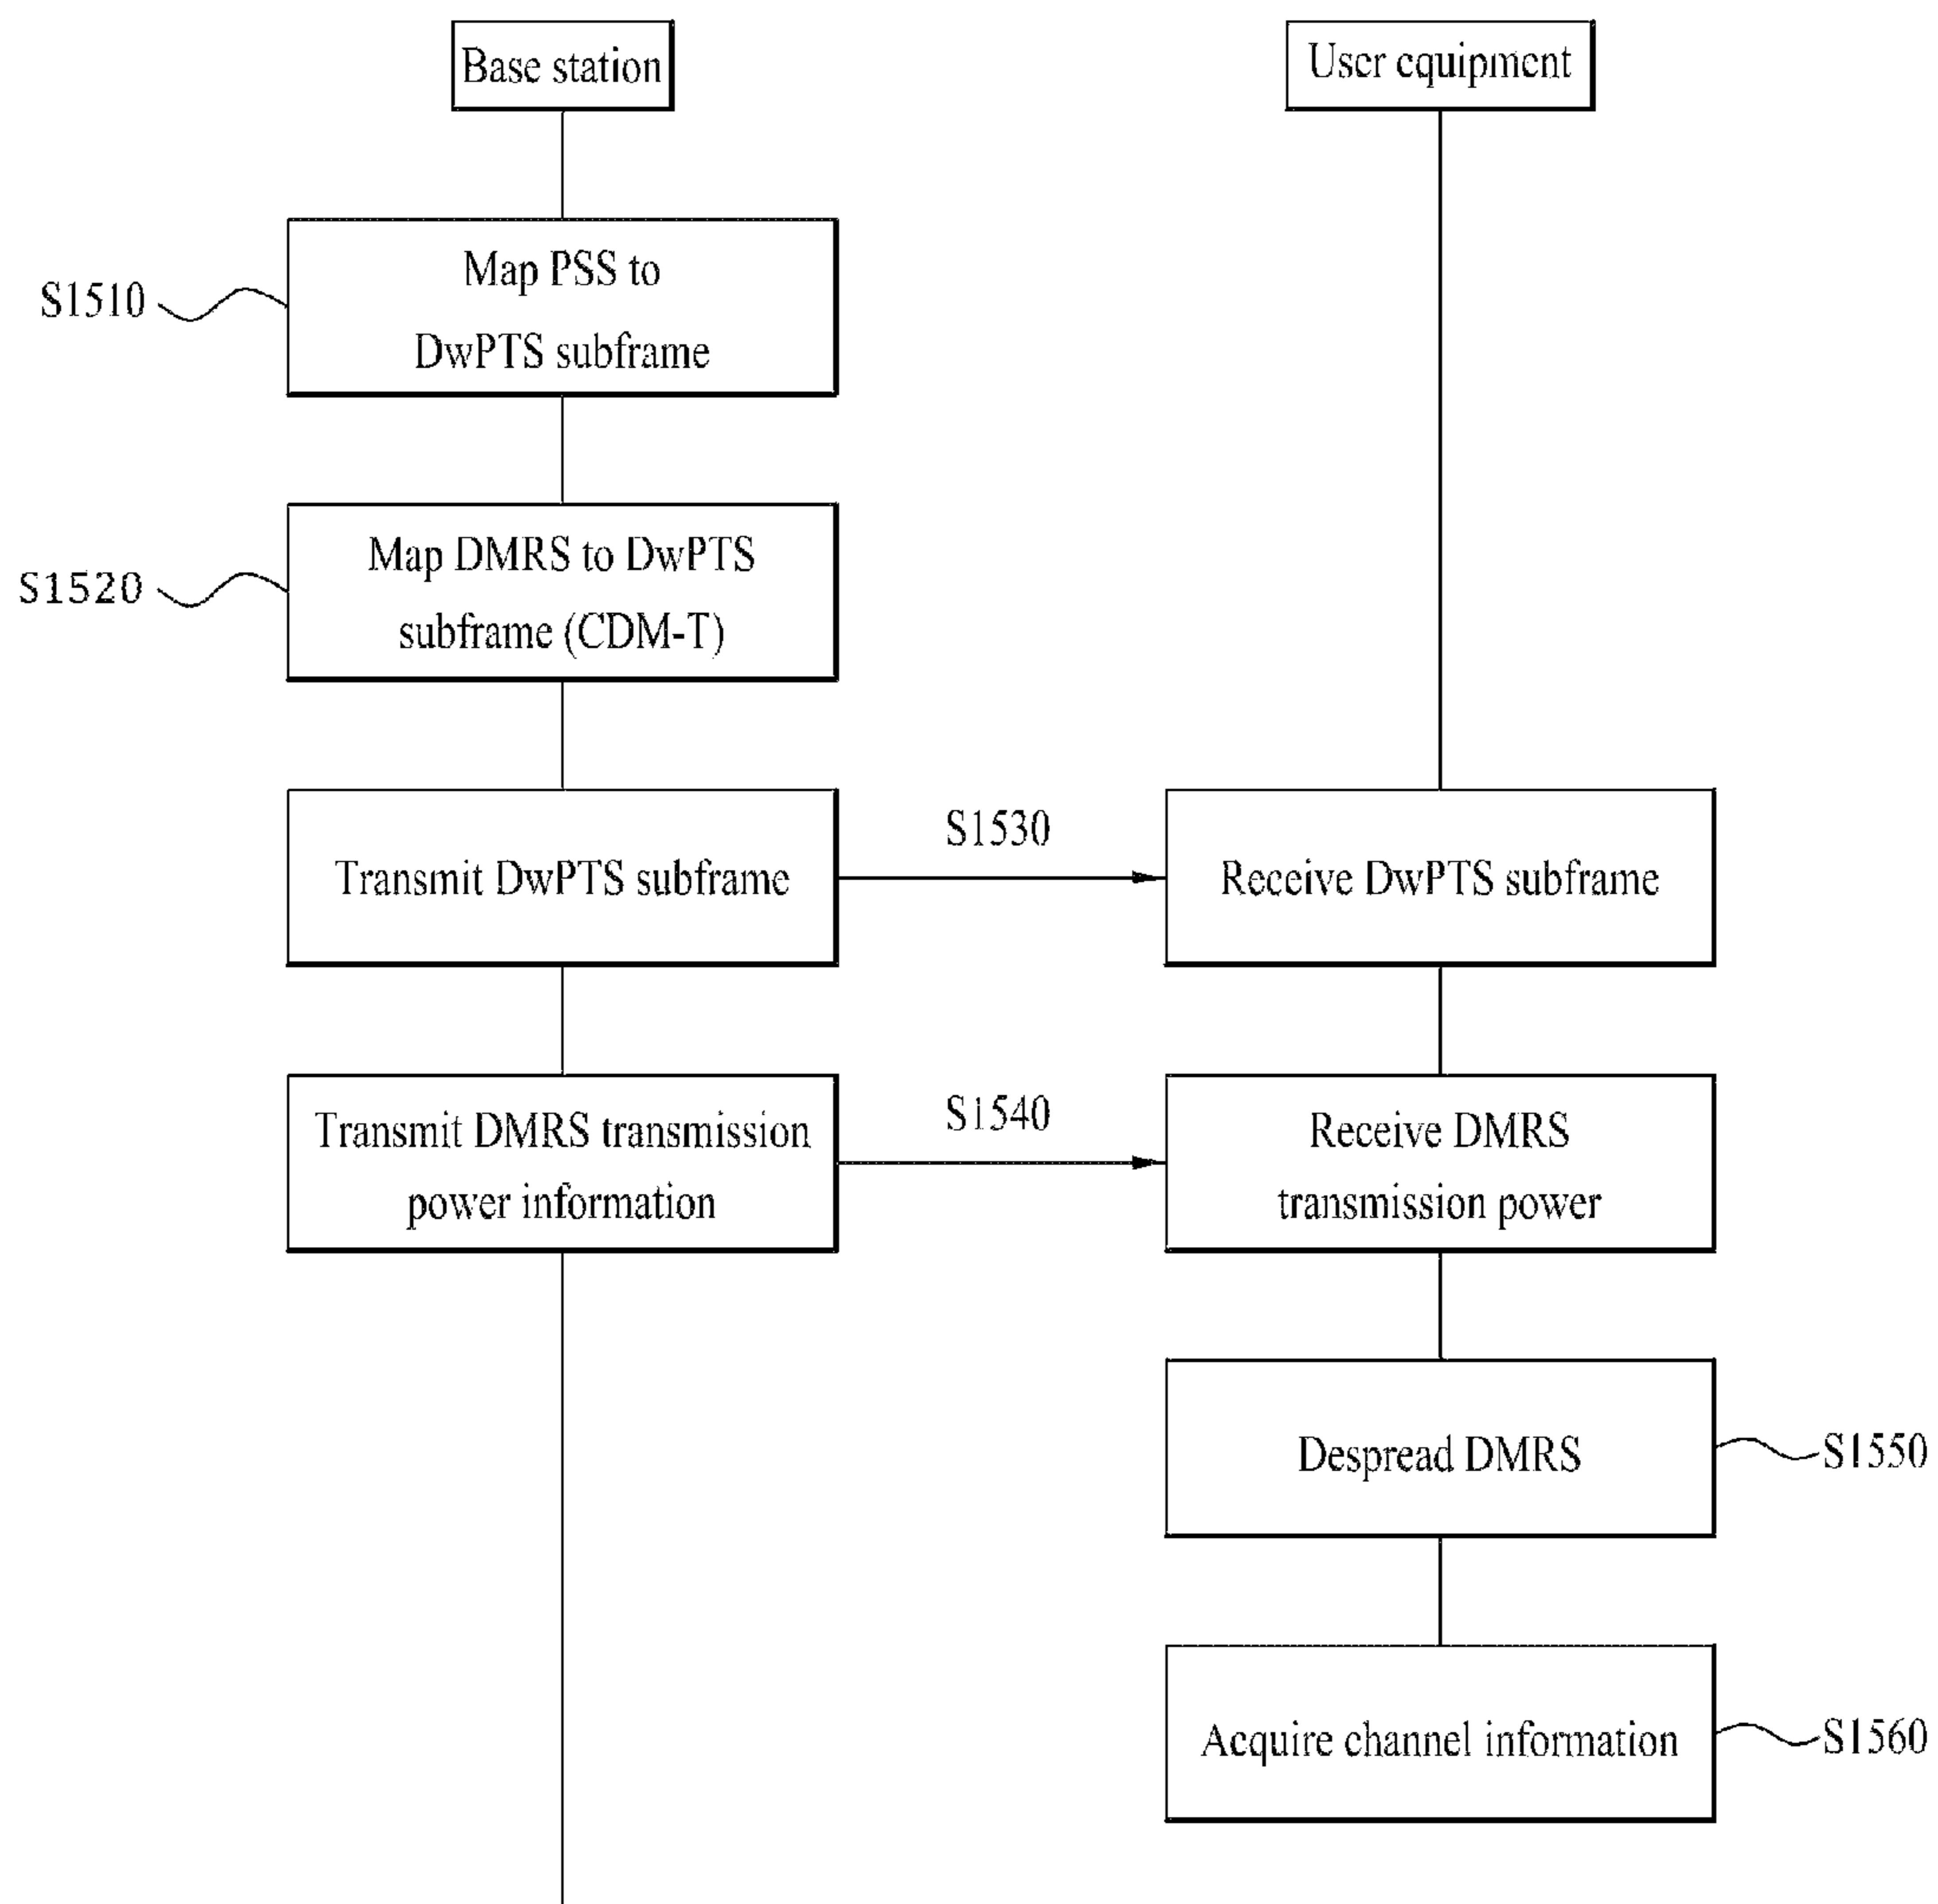 Base station
User equipment
S1510
Map PSS to
DwPTS subframe
S1520
Map DMRS to DwPTS
subframe (CDM-T)
Transmit DwPTS subframe
S1530
Receive DwPTS subframe
Transmit DMRS transmission
power information
S1540
Receive DMRS
transmission power
Despread DMRS
S1550
Acquire channel information
S1560